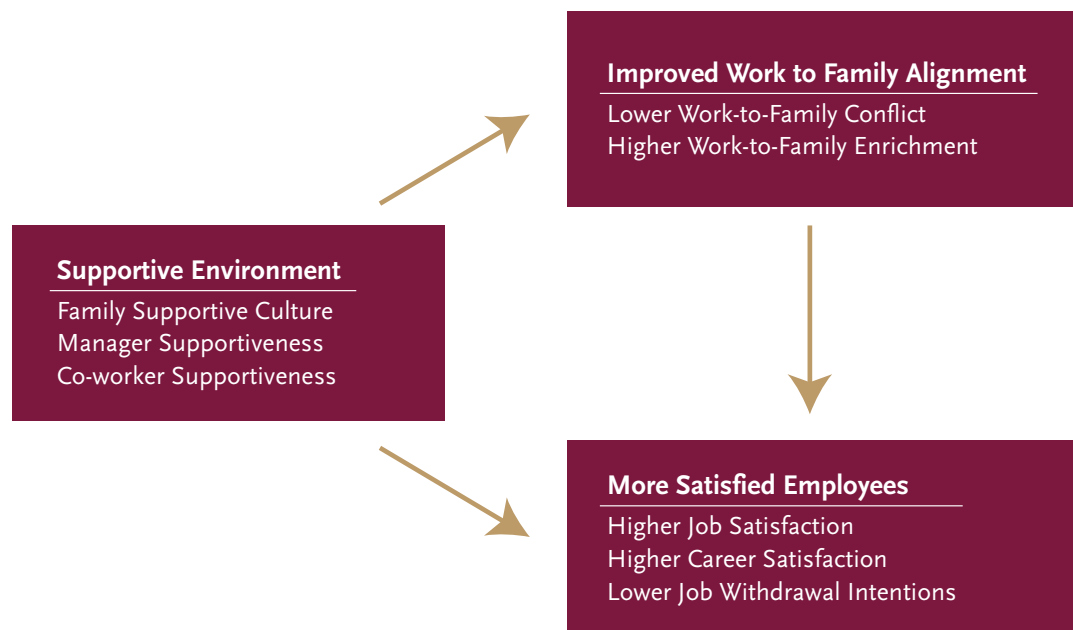 Improved Work to Family Alignment
Lower Work-to-Family Conflict
Higher Work-to-Family Enrichment
Supportive Environment
Family Supportive Culture
Manager Supportiveness
Co-worker Supportiveness
More Satisfied Employees
Higher Job Satisfaction
Higher Career Satisfaction
Lower Job Withdrawal Intentions